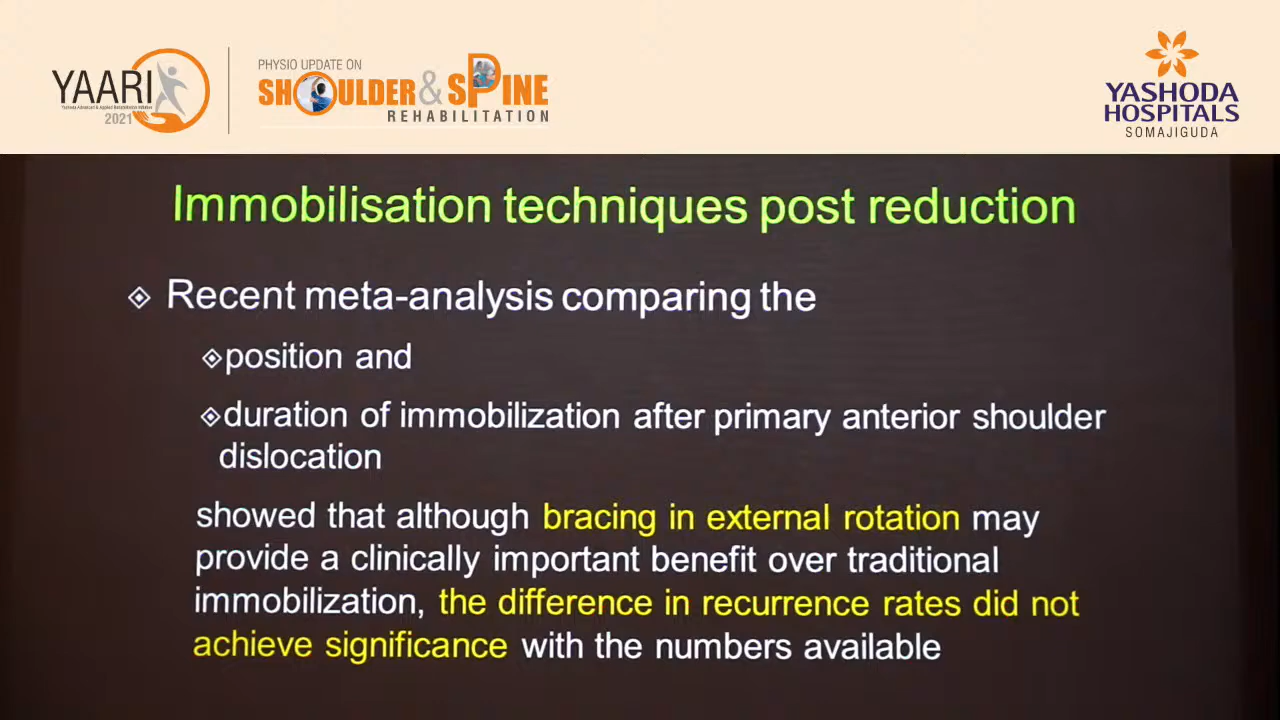 YAARI
2021
PHYSIO UPDATE ON
SHOULDER & SPINE
REHABILITATION
YASHODA
HOSPITALS
SOMAJIGUDA
Immobilisation techniques post reduction
Recent meta-analysis comparing the
position and
duration of immobilization after primary anterior shoulder
dislocation
showed that although bracing in external rotation may
provide a clinically important benefit over traditional
immobilization, the difference in recurrence rates did not
achieve significance with the numbers available